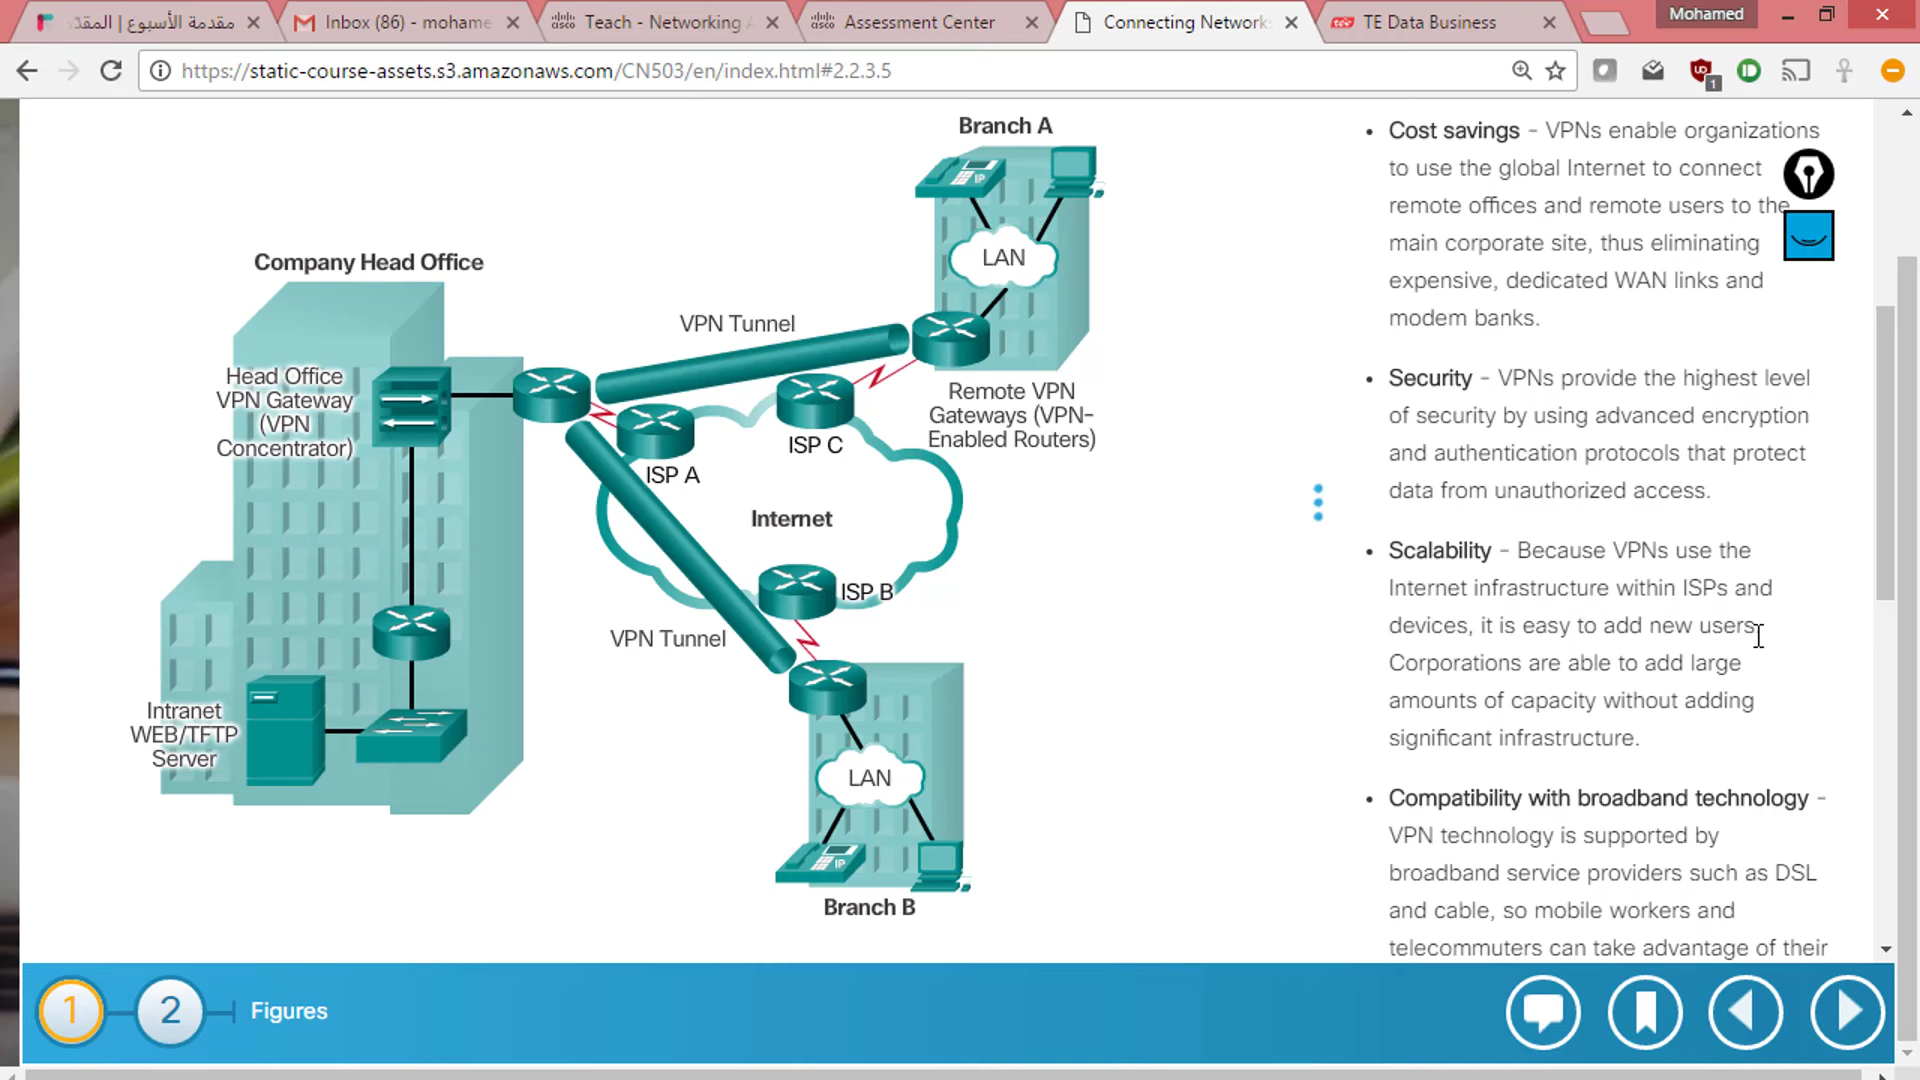 مقدمة الأسبوع | المقدّ
Inbox (86) - mohame
Teach - Networking A
Assessment Center
Connecting Network
TE Data Business
Mohamed
https://static-course-assets.s3.amazonaws.com/CN503/en/index.html#2.2.3.5
Branch A
IP
LAN
Company Head Office
VPN Tunnel
Head Office
VPN Gateway
(VPN
Concentrator)
Remote VPN
Gateways (VPN-
Enabled Routers)
ISP C
ISP A
Internet
ISP B
VPN Tunnel
Intranet
WEB/TFTP
Server
LAN
IP
Branch B
• Cost savings - VPNs enable organizations
to use the global Internet to connect
remote offices and remote users to the
main corporate site, thus eliminating
expensive, dedicated WAN links and
modem banks.
• Security - VPNs provide the highest level
of security by using advanced encryption
and authentication protocols that protect
data from unauthorized access.
• Scalability - Because VPNs use the
Internet infrastructure within ISPs and
devices, it is easy to add new users.
Corporations are able to add large
amounts of capacity without adding
significant infrastructure.
• Compatibility with broadband technology -
VPN technology is supported by
broadband service providers such as DSL
and cable, so mobile workers and
telecommuters can take advantage of their
1 2 Figures